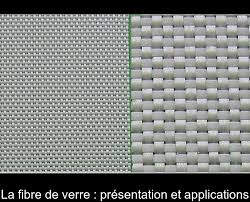 La fibre de verre : présentation et applications